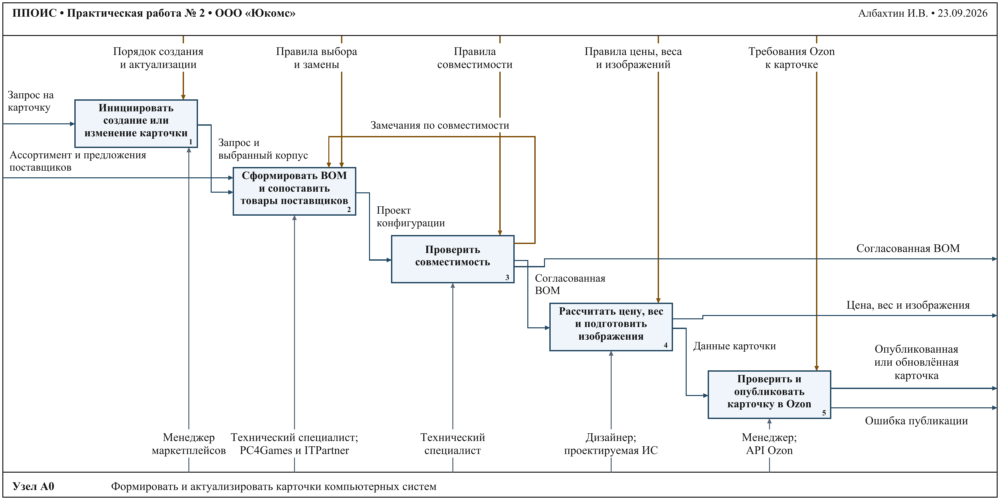 ППОИС • Практическая работа № 2 • ООО «Юкомс»
Албахтин И.В. • 23.09.2026
Порядок создания
и актуализации
Правила выбора
и замены
Правила
совместимости
Правила цены, веса
и изображений
Требования Ozon
к карточке
Запрос на
карточку
Инициировать
создание или
изменение карточки
1
Замечания по совместимости
Запрос и
выбранный корпус
Ассортимент и предложения
поставщиков
Сформировать BOM
и сопоставить
товары поставщиков
2
Проект
конфигурации
Проверить
совместимость
3
Согласованная BOM
Согласованная
BOM
Рассчитать цену, вес
и подготовить
изображения
4
Цена, вес и изображения
Данные карточки
Опубликованная
или обновлённая
карточка
Проверить и
опубликовать
карточку в Ozon
5
Ошибка публикации
Менеджер
маркетплейсов
Технический специалист;
PC4Games и ITPartner
Технический
специалист
Дизайнер;
проектируемая ИС
Менеджер;
API Ozon
Узел A0
Формировать и актуализировать карточки компьютерных систем